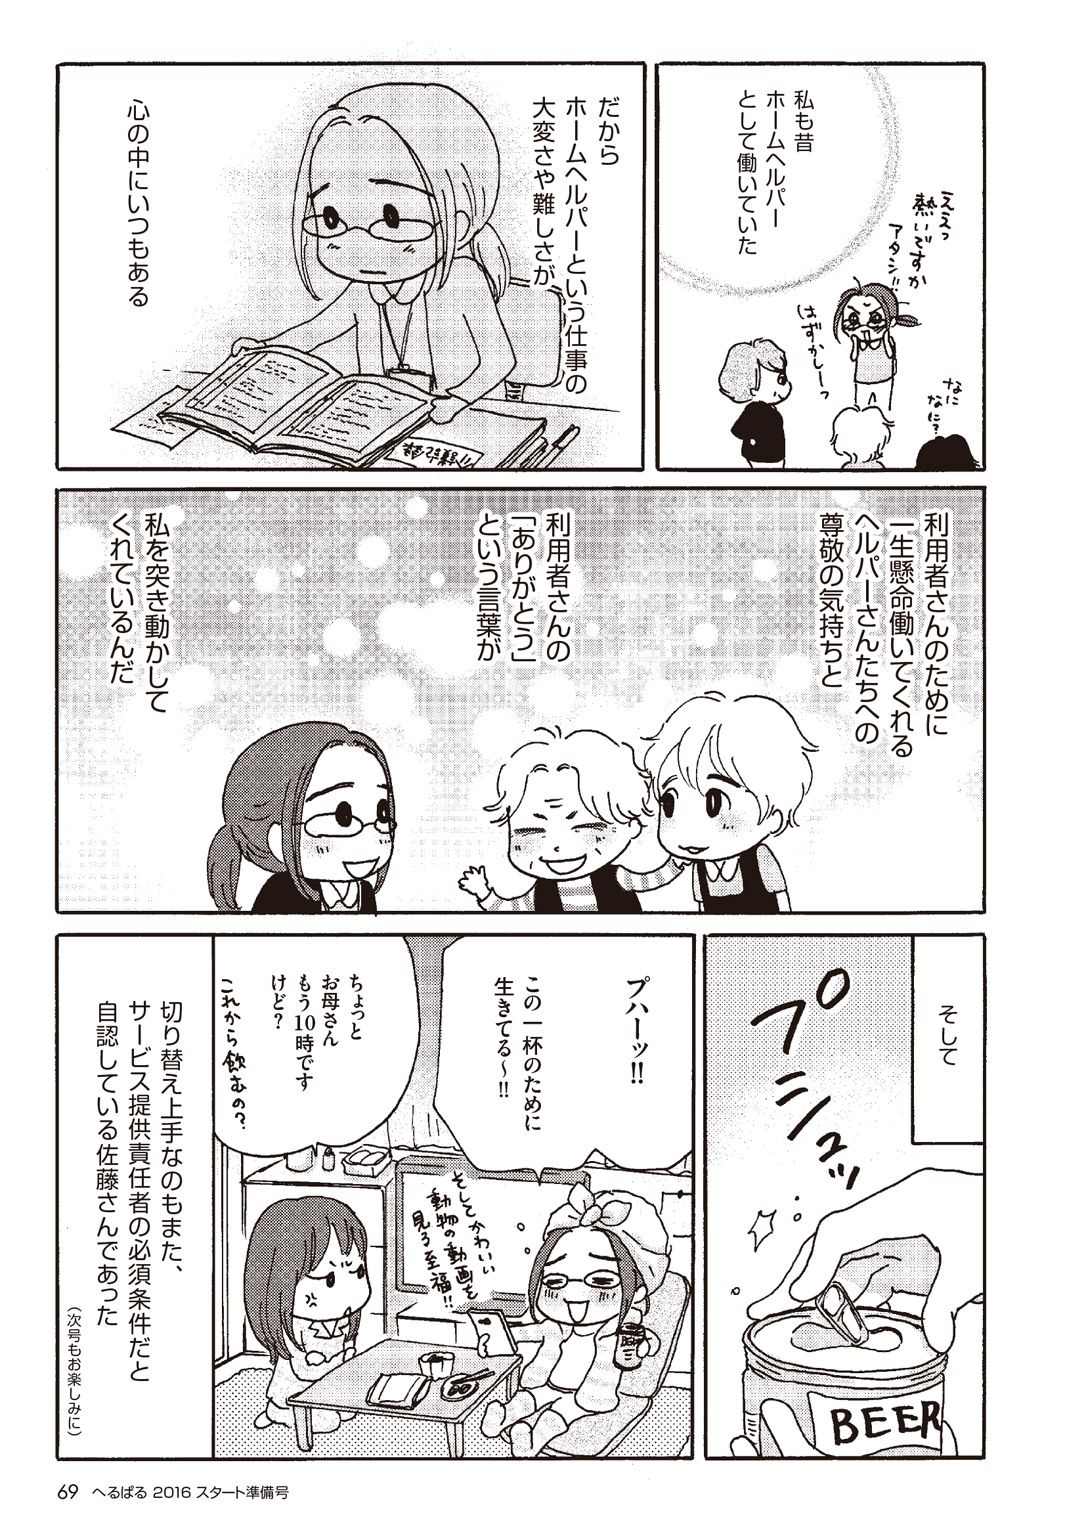 私も昔
ホームヘルパー
として働いていた
ええっ
熱いですか
アタシ!!
はずかしーっ
なに
なに?
だから
ホームヘルパーという仕事の
大変さや難しさが
心の中にいつもある
利用者さんのために
一生懸命働いてくれる
ヘルパーさんたちへの
尊敬の気持ちと
利用者さんの
「ありがとう」
という言葉が
私を突き動かして
くれているんだ
そして
プシュッ
BEER
プハーッ!!
この一杯のために
生きてる〜!!
そしてかわいい
動物の動画を
見る至福!!
BEER
ちょっと
お母さん
もう10時です
けど?
これから飲むの?
切り替え上手なのもまた、
サービス提供責任者の必須条件だと
自認している佐藤さんであった
（次号もお楽しみに）
69 へるぱる 2016 スタート準備号